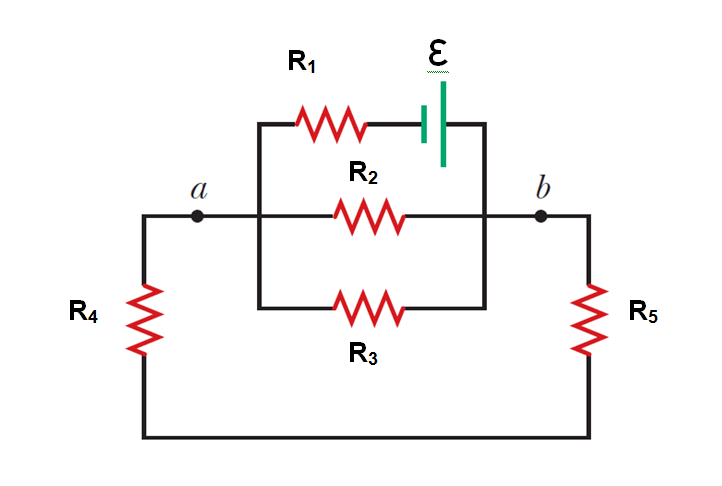 R₁
ε
R₂
a
b
R₄
R₅
R₃